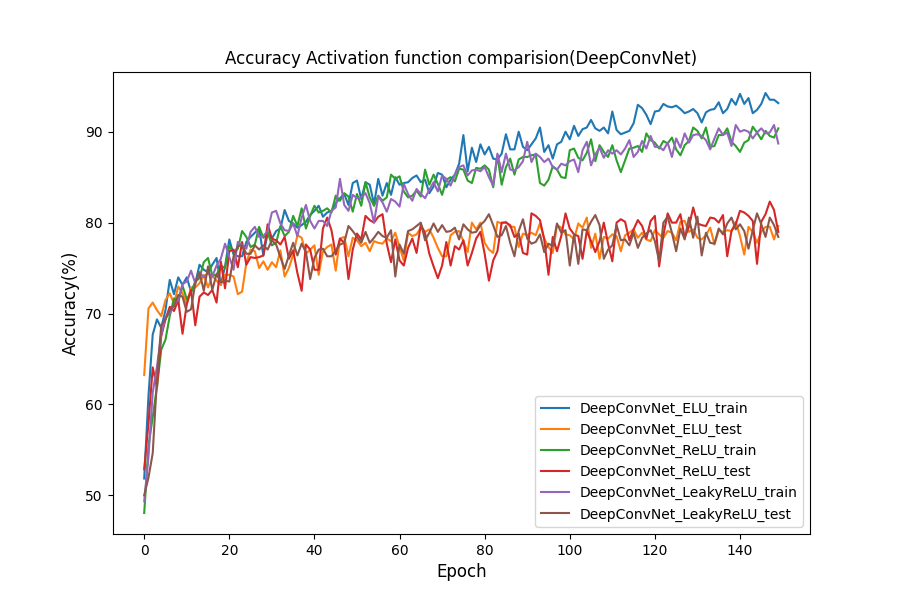 Accuracy Activation function comparision(DeepConvNet)
Accuracy(%)
90
80
70
60
50
0 20 40 60 80 100 120 140
Epoch
DeepConvNet_ELU_train
DeepConvNet_ELU_test
DeepConvNet_ReLU_train
DeepConvNet_ReLU_test
DeepConvNet_LeakyReLU_train
DeepConvNet_LeakyReLU_test